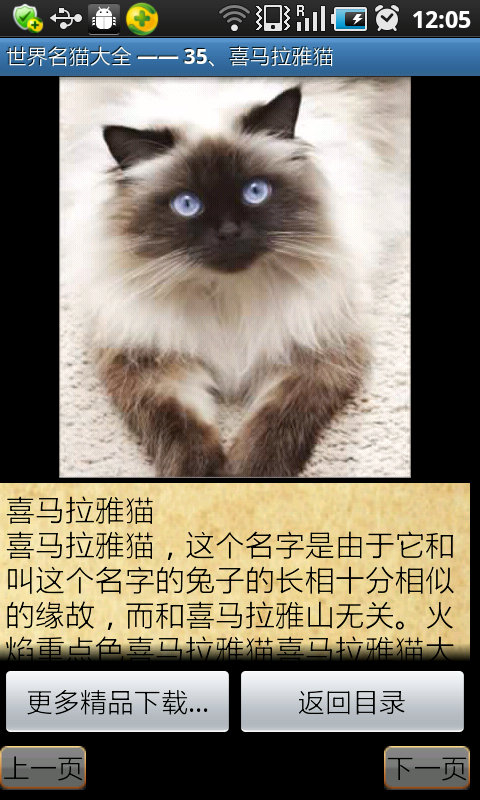 R
12:05
世界名猫大全 —— 35、喜马拉雅猫
喜马拉雅猫
喜马拉雅猫，这个名字是由于它和
叫这个名字的兔子的长相十分相似
的缘故，而和喜马拉雅山无关。火
焰重点色喜马拉雅猫喜马拉雅猫大
更多精品下载...
返回目录
上一页
下一页